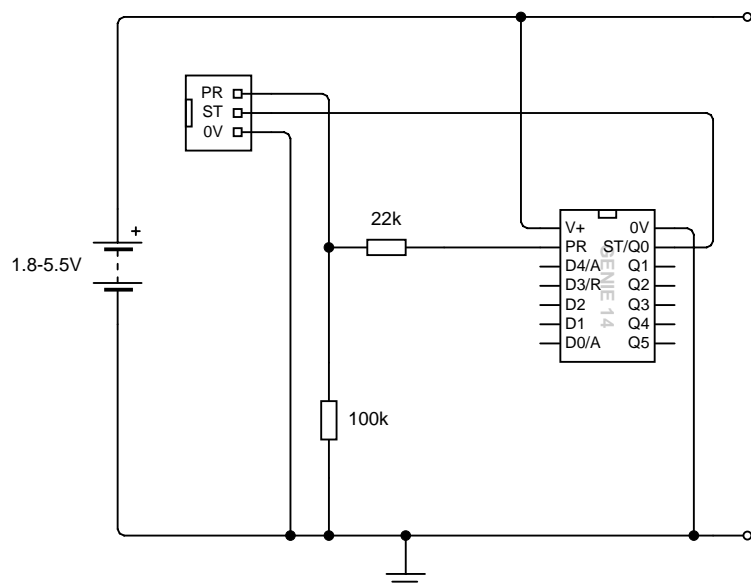 PR
ST
0V
22k
+
1.8-5.5V
100k
V+
0V
PR
ST/Q0
D4/A
Q1
D3/R
Q2
D2
Q3
D1
Q4
D0/A
Q5
GENIE 14